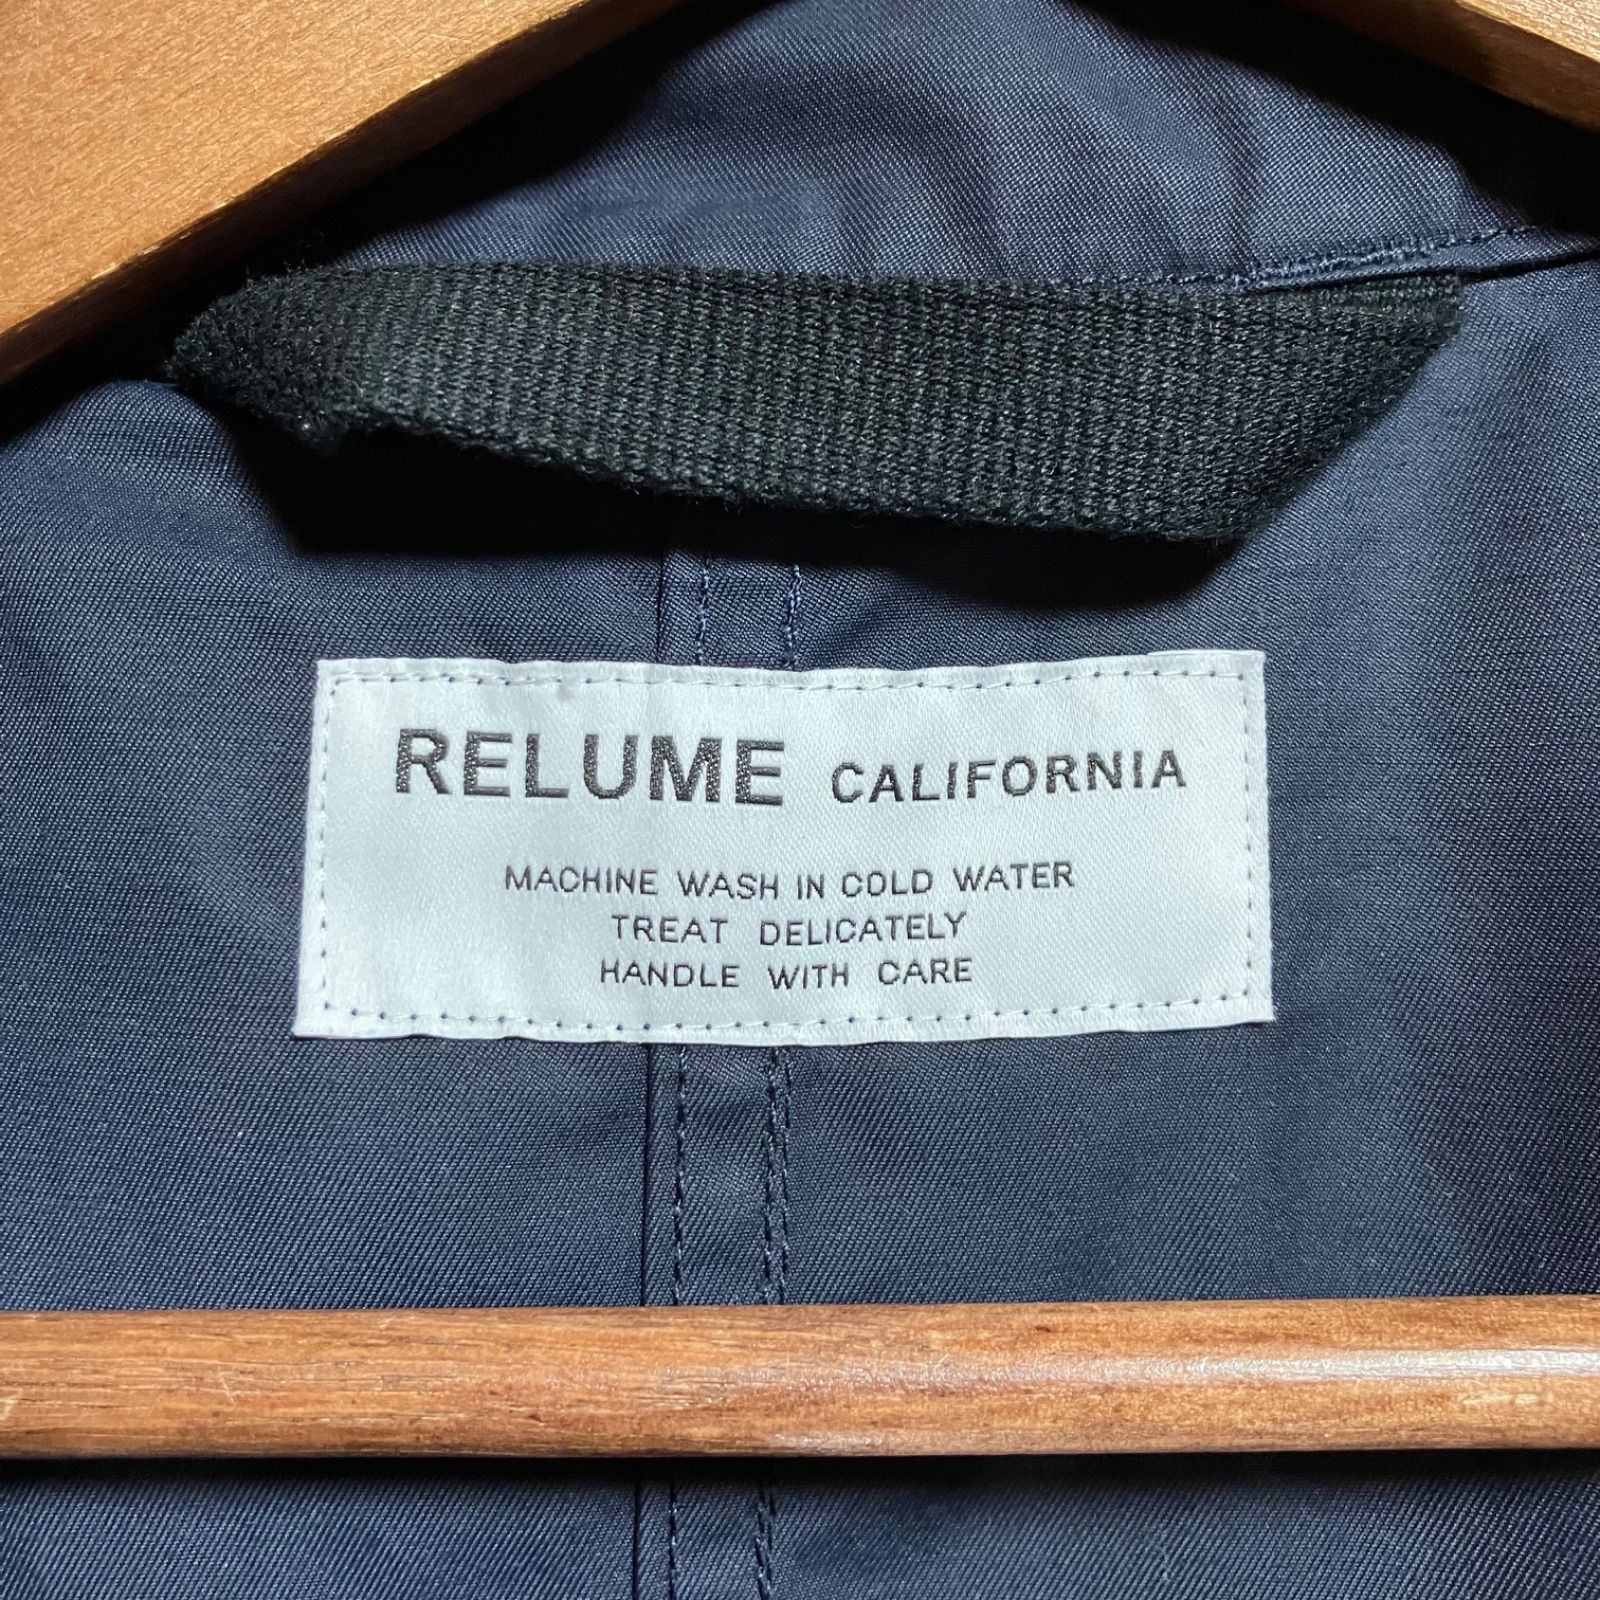 RELUME CALIFORNIA
MACHINE WASH IN COLD WATER
TREAT DELICATELY
HANDLE WITH CARE